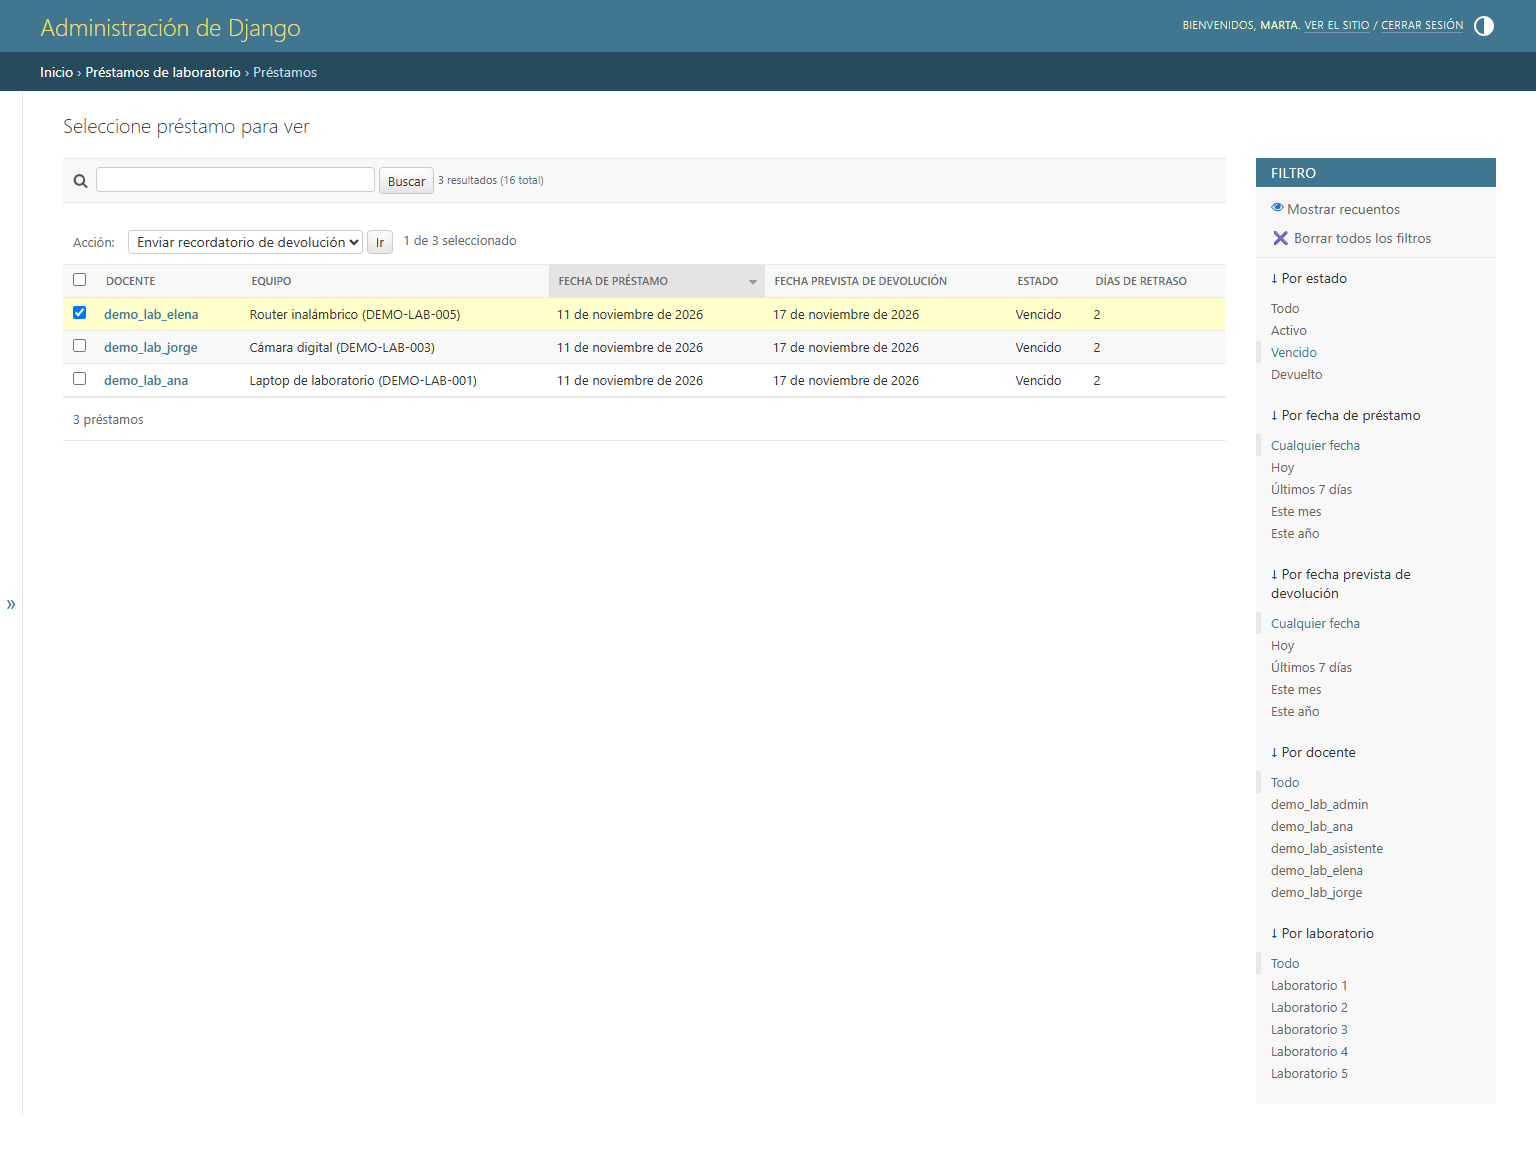 Administración de Django
BIENVENIDOS, MARTA. VER EL SITIO / CERRAR SESIÓN
Inicio › Préstamos de laboratorio › Préstamos
Seleccione préstamo para ver
Buscar 3 resultados (16 total)
Acción: Enviar recordatorio de devolución Ir 1 de 3 seleccionado
DOCENTE EQUIPO FECHA DE PRÉSTAMO FECHA PREVISTA DE DEVOLUCIÓN ESTADO DÍAS DE RETRASO
demo_lab_elena Router inalámbrico (DEMO-LAB-005) 11 de noviembre de 2026 17 de noviembre de 2026 Vencido 2
demo_lab_jorge Cámara digital (DEMO-LAB-003) 11 de noviembre de 2026 17 de noviembre de 2026 Vencido 2
demo_lab_ana Laptop de laboratorio (DEMO-LAB-001) 11 de noviembre de 2026 17 de noviembre de 2026 Vencido 2
3 préstamos
»
FILTRO
Mostrar recuentos
Borrar todos los filtros
↓ Por estado
Todo
Activo
Vencido
Devuelto
↓ Por fecha de préstamo
Cualquier fecha
Hoy
Últimos 7 días
Este mes
Este año
↓ Por fecha prevista de
devolución
Cualquier fecha
Hoy
Últimos 7 días
Este mes
Este año
↓ Por docente
Todo
demo_lab_admin
demo_lab_ana
demo_lab_asistente
demo_lab_elena
demo_lab_jorge
↓ Por laboratorio
Todo
Laboratorio 1
Laboratorio 2
Laboratorio 3
Laboratorio 4
Laboratorio 5